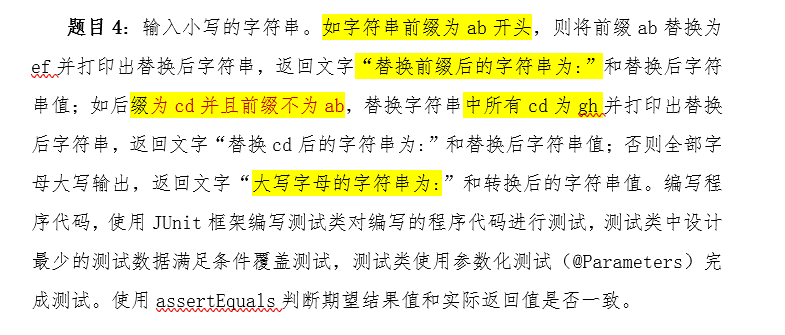 题目 4：输入小写的字符串。如字符串前缀为 ab 开头，则将前缀 ab 替换为
ef 并打印出替换后字符串，返回文字“替换前缀后的字符串为:”和替换后字符
串值；如后缀为 cd 并且前缀不为 ab，替换字符串中所有 cd 为 gh 并打印出替换
后字符串，返回文字“替换 cd 后的字符串为:”和替换后字符串值；否则全部字
母大写输出，返回文字“大写字母的字符串为:”和转换后的字符串值。编写程
序代码，使用 JUnit 框架编写测试类对编写的程序代码进行测试，测试类中设计
最少的测试数据满足条件覆盖测试，测试类使用参数化测试（@Parameters）完
成测试。使用 assertEquals 判断期望结果值和实际返回值是否一致。